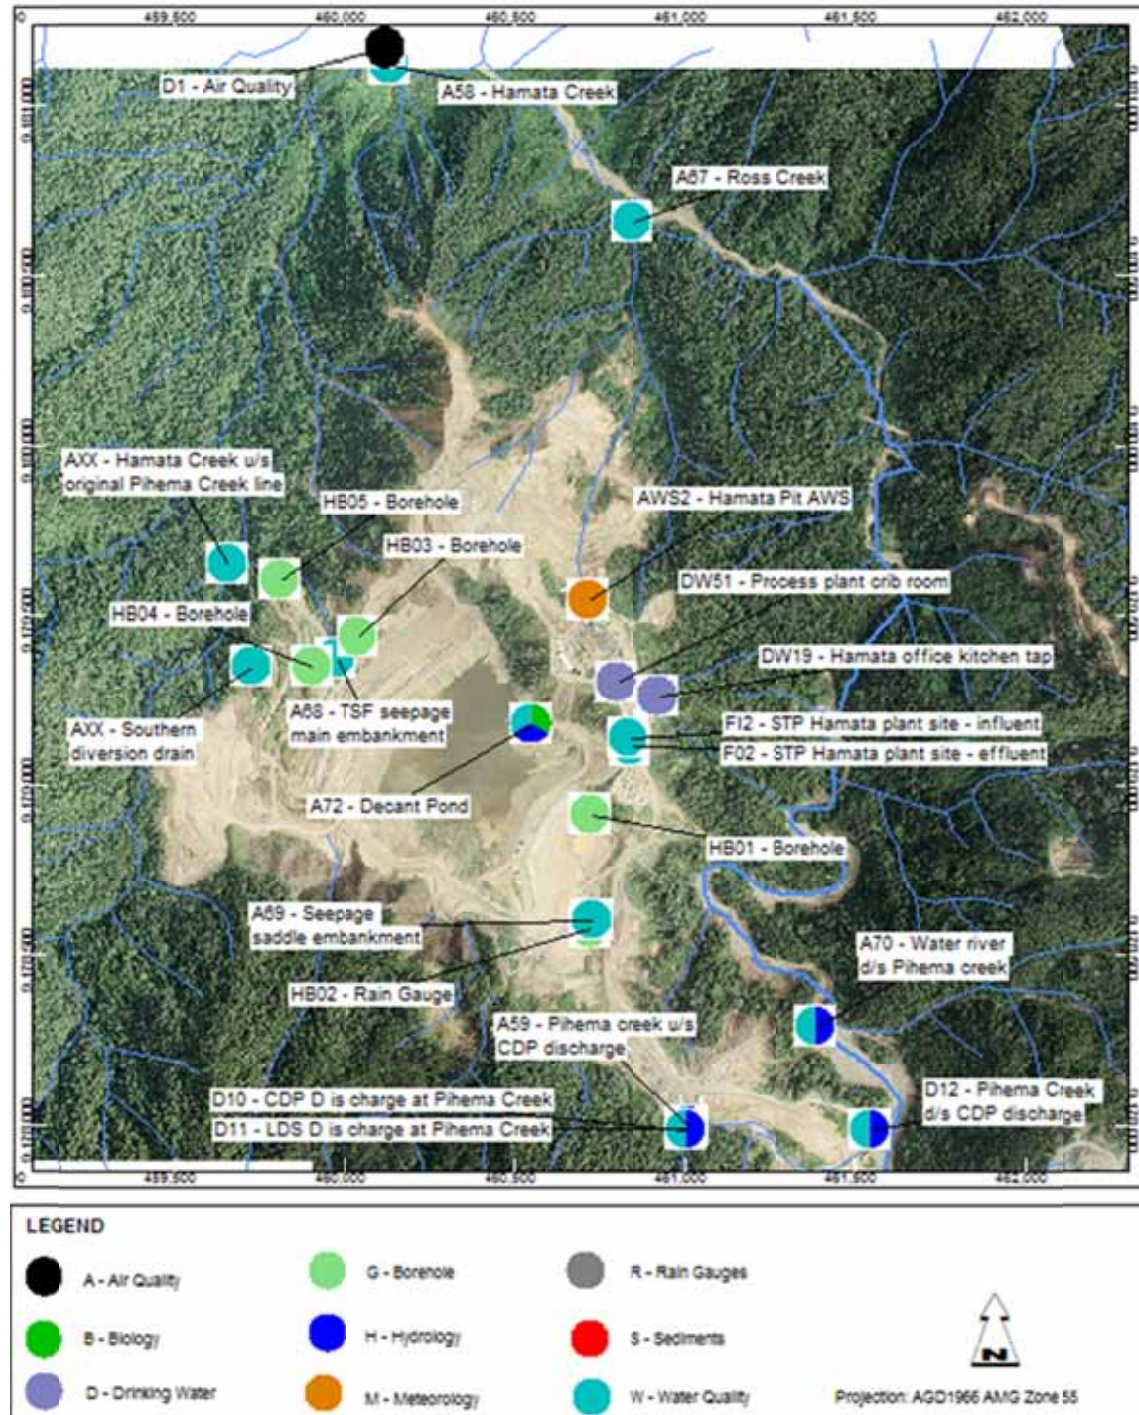 459,500 460,000 460,500 461,000 461,500 462,000
D1 - Air Quality
A58 - Hamata Creek
A67 - Ross Creek
AXX - Hamata Creek u/s
original Pihema Creek line
HB05 - Borehole
AWS2 - Hamata Pit AWS
HB03 - Borehole
DW51 - Process plant crib room
HB04 - Borehole
DW19 - Hamata office kitchen tap
A68 - TSF seepage
main embankment
AXX - Southern
diversion drain
FI2 - STP Hamata plant site - influent
F02 - STP Hamata plant site - effluent
A72 - Decant Pond
HB01 - Borehole
A69 - Seepage
saddle embankment
A70 - Water river
d/s Pihema creek
HB02 - Rain Gauge
A59 - Pihema creek u/s
CDP discharge
D10 - CDP D is charge at Pihema Creek
D11 - LDS D is charge at Pihema Creek
D12 - Pihema Creek
d/s CDP discharge
459,500 460,000 460,500 461,000 461,500 462,000
LEGEND
A - Air Quality
G - Borehole
R - Rain Gauges
B - Biology
H - Hydrology
S - Sediments
D - Drinking Water
M - Meteorology
W - Water Quality
N
Projection: AGD1966 AMG Zone 55